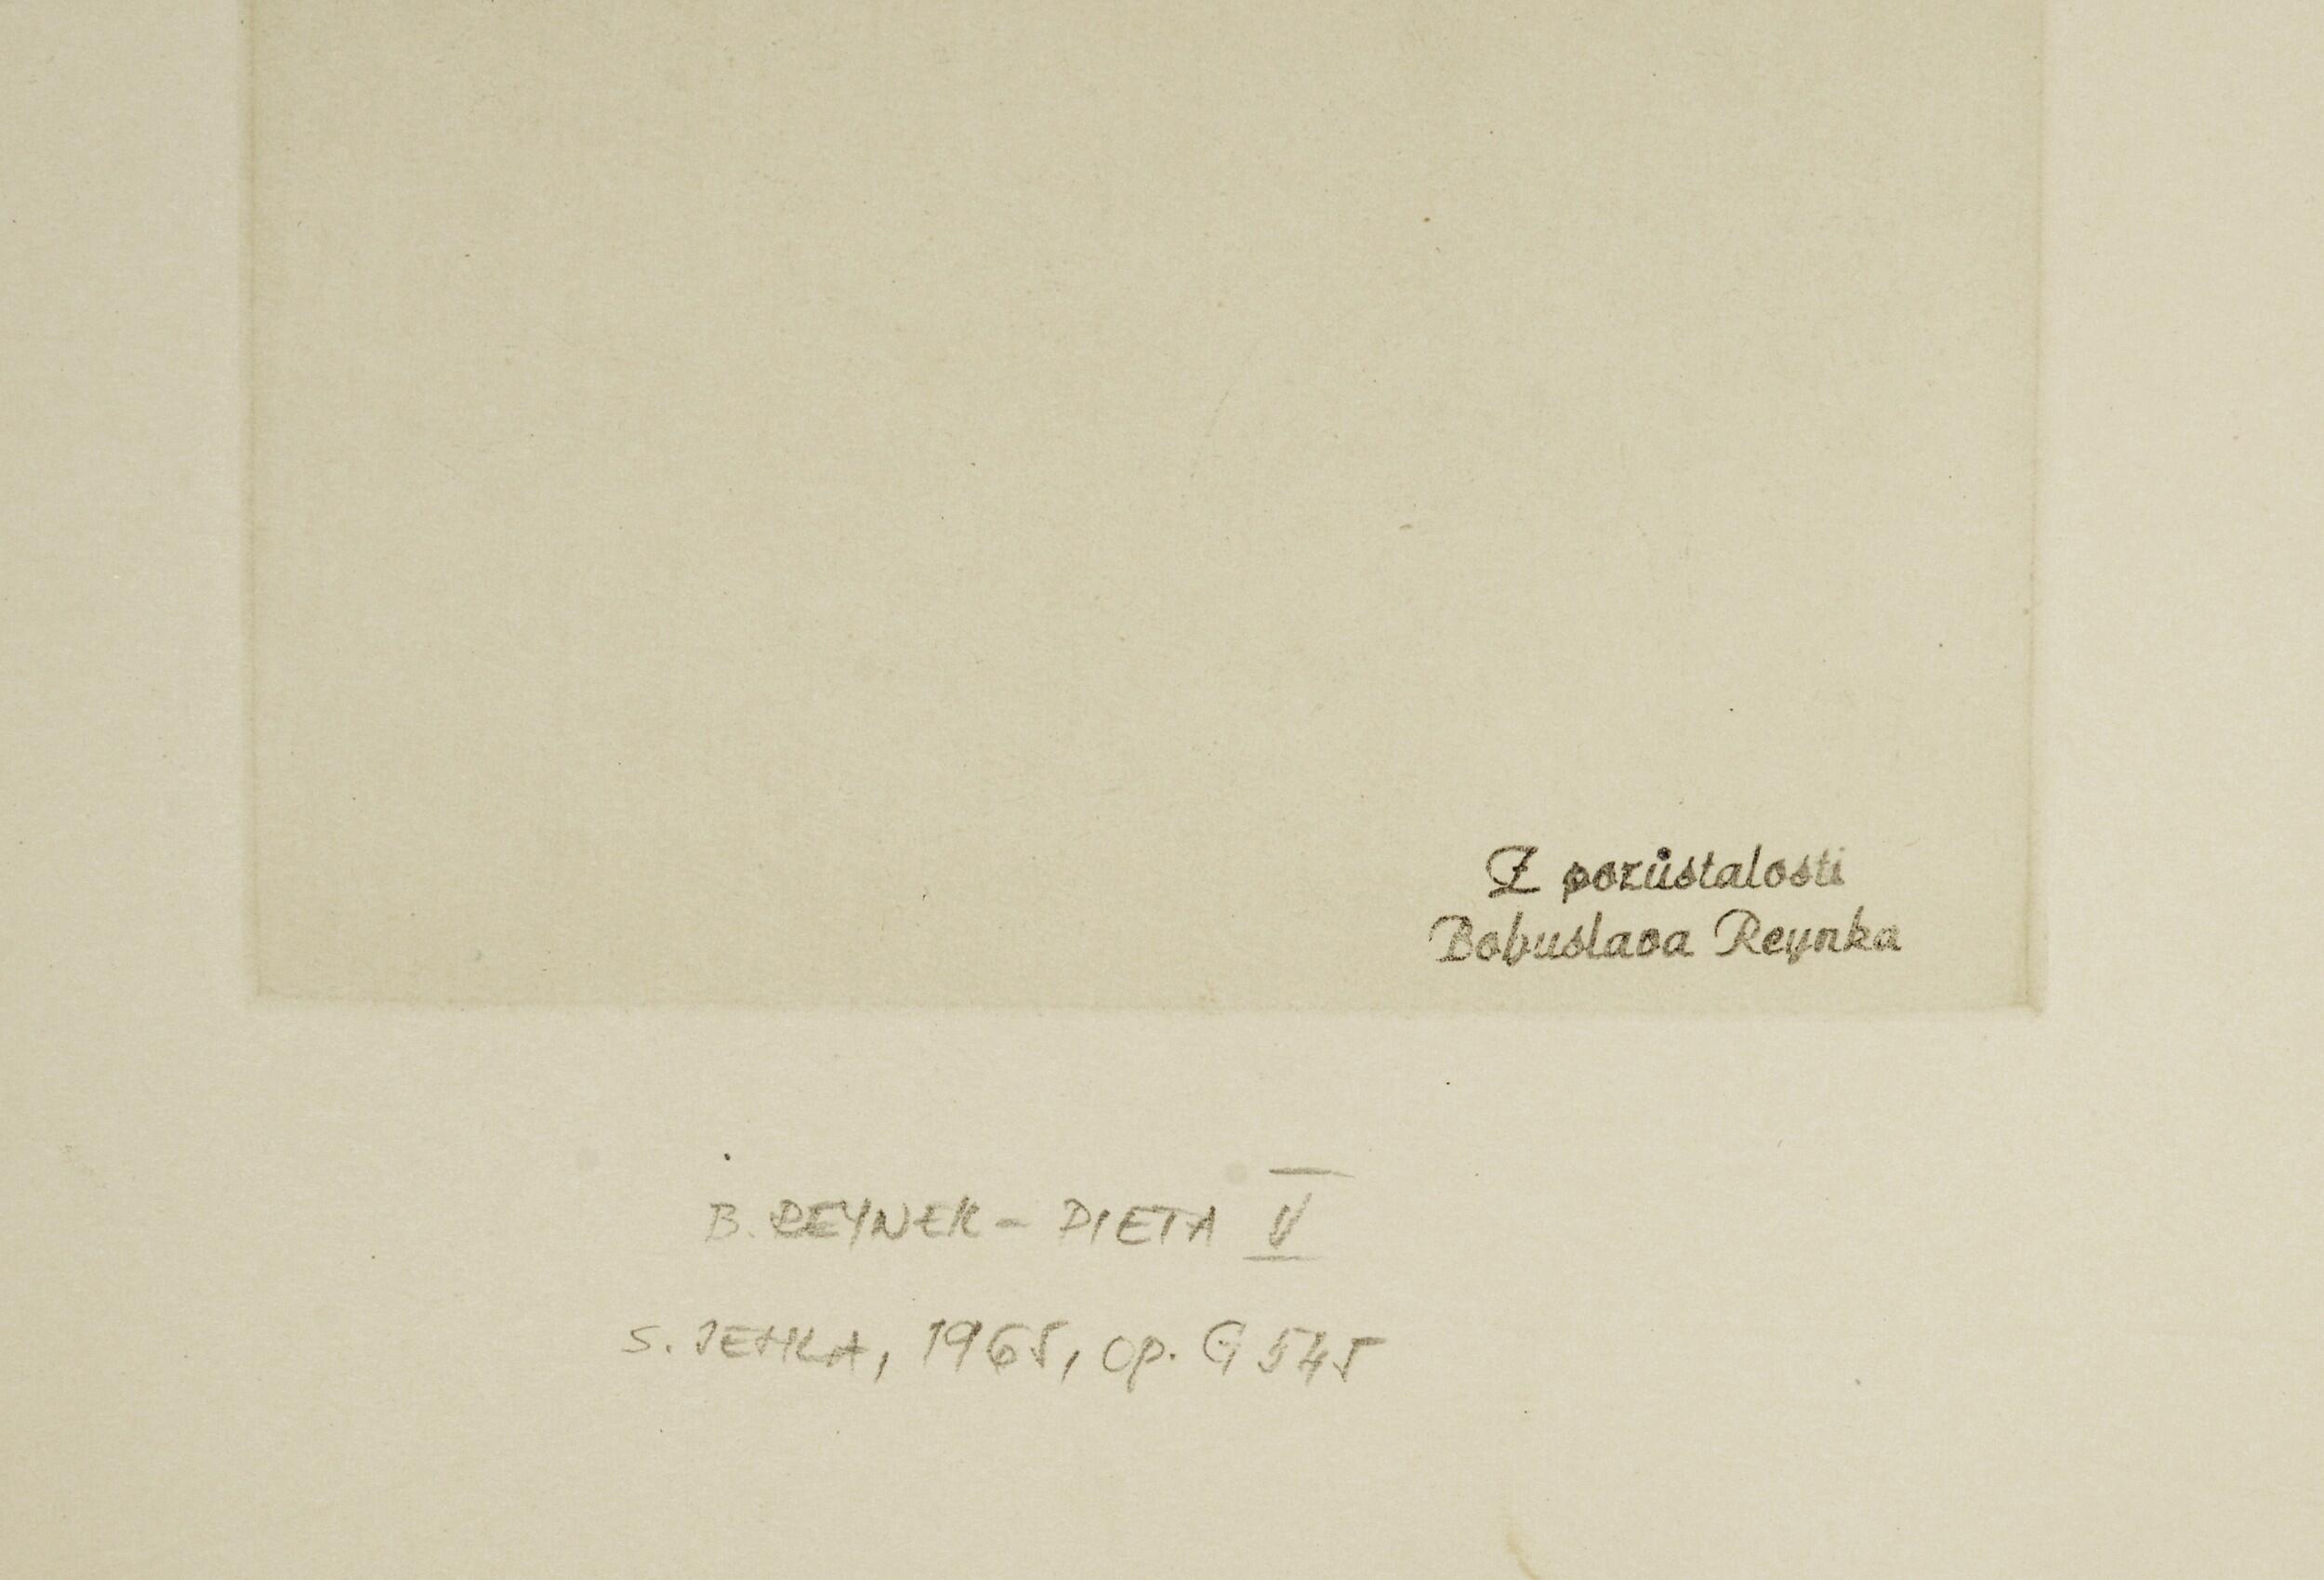 Z pozůstalosti
Bohuslava Reynka
B. REYNEK - PIETA V
S. JEHLA, 1965, op. G 545